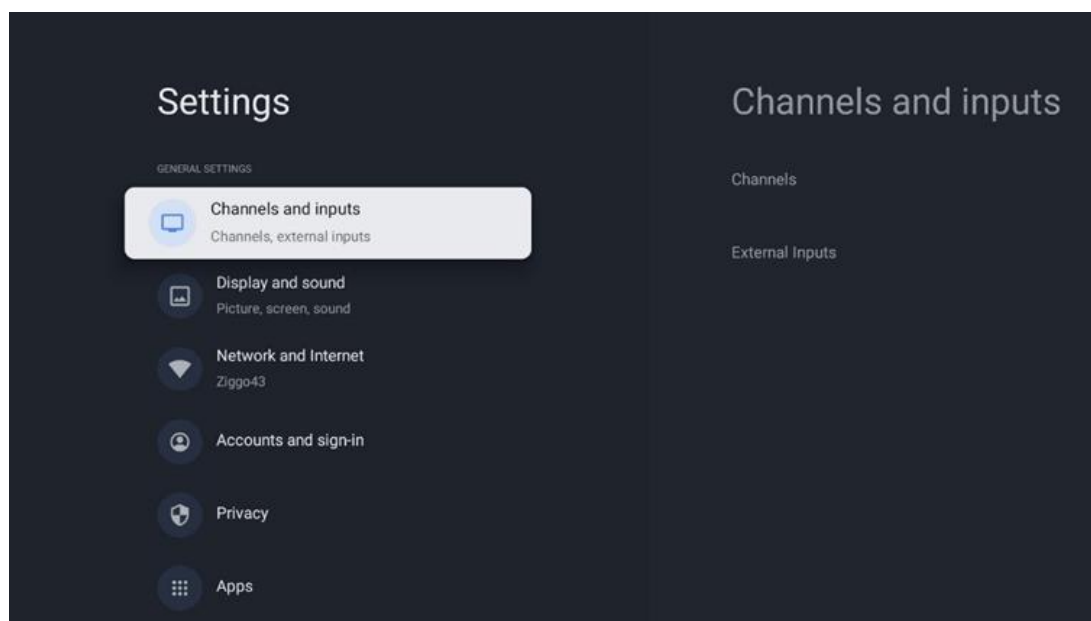 Settings
GENERAL SETTINGS
Channels and inputs
Channels, external inputs
Display and sound
Picture, screen, sound
Network and Internet
Ziggo43
Accounts and sign-in
Privacy
Apps
Channels and inputs
Channels
External Inputs